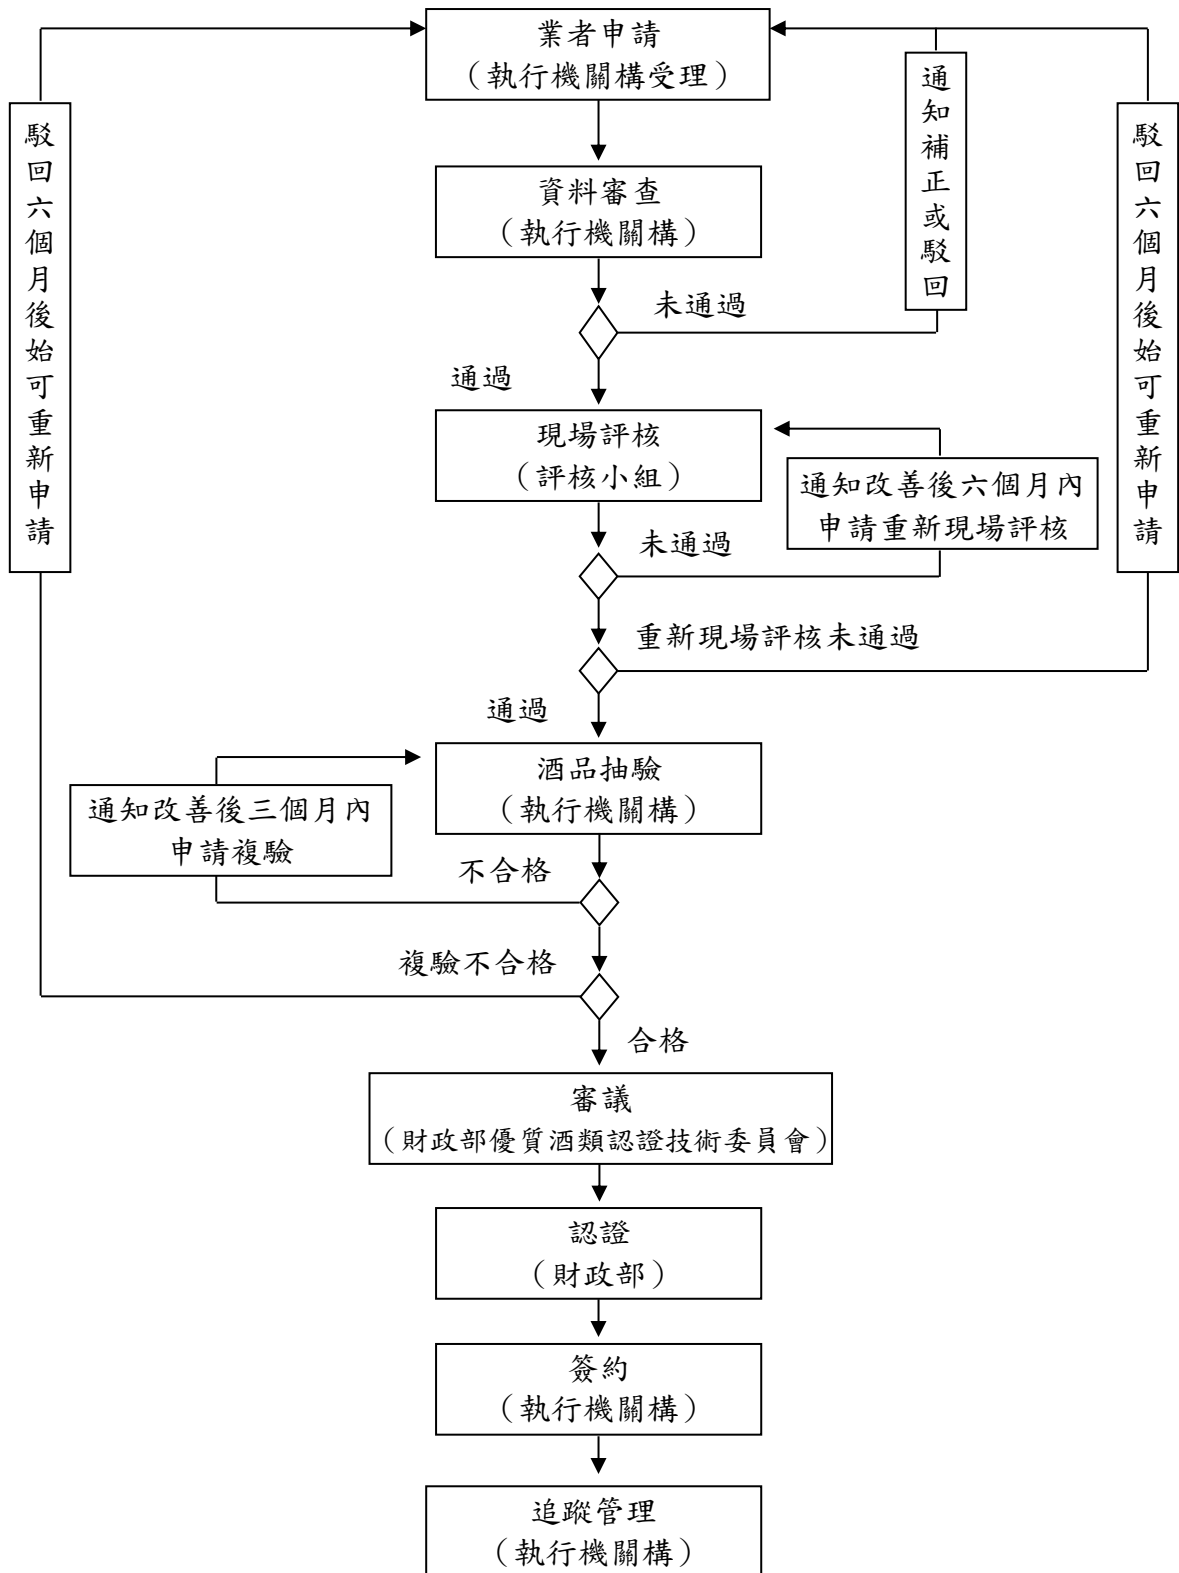 業者申請
（執行機關構受理）
通知補正或駁回
駁回六個月後始可重新申請
駁回六個月後始可重新申請
資料審查
（執行機關構）
未通過
通過
現場評核
（評核小組）
通知改善後六個月內
申請重新現場評核
未通過
重新現場評核未通過
通過
酒品抽驗
（執行機關構）
通知改善後三個月內
申請複驗
不合格
複驗不合格
合格
審議
（財政部優質酒類認證技術委員會）
認證
（財政部）
簽約
（執行機關構）
追蹤管理
（執行機關構）